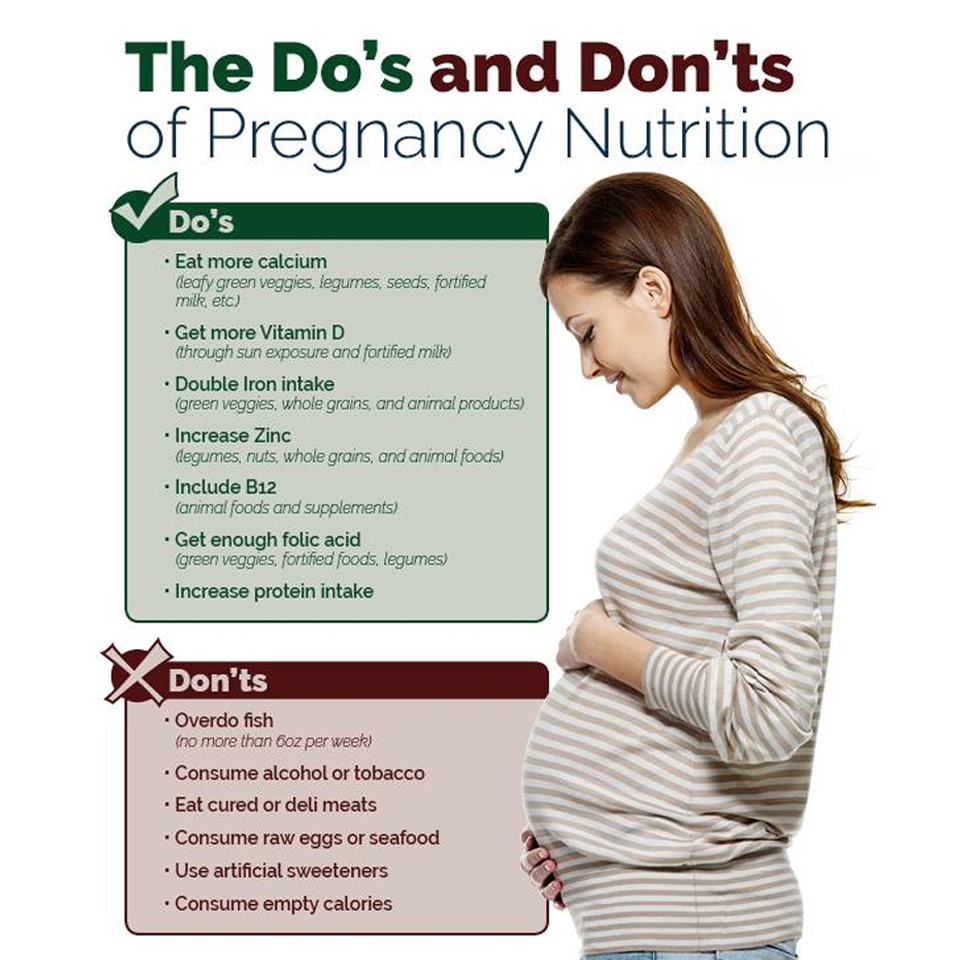 The Do's and Don'ts
of Pregnancy Nutrition
Do's
• Eat more calcium
(leafy green veggies, legumes, seeds, fortified
milk, etc.)
• Get more Vitamin D
(through sun exposure and fortified milk)
• Double Iron intake
(green veggies, whole grains, and animal products)
• Increase Zinc
(legumes, nuts, whole grains, and animal foods)
• Include B12
(animal foods and supplements)
• Get enough folic acid
(green veggies, fortified foods, legumes)
• Increase protein intake
Don'ts
• Overdo fish
(no more than 6oz per week)
• Consume alcohol or tobacco
• Eat cured or deli meats
• Consume raw eggs or seafood
• Use artificial sweeteners
• Consume empty calories